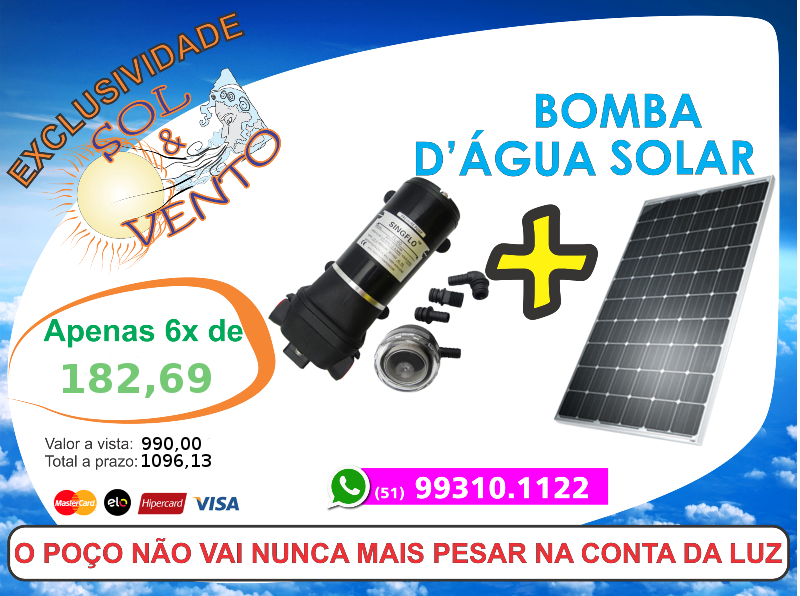 EXCLUSIVIDADE
SOL
&
VENTO
BOMBA
D'ÁGUA SOLAR
SINGFLO
Apenas 6x de
182,69
Valor a vista: 990,00
Total a prazo: 1096,13
MasterCard elo Hipercard VISA
(51) 99310.1122
O POÇO NÃO VAI NUNCA MAIS PESAR NA CONTA DA LUZ